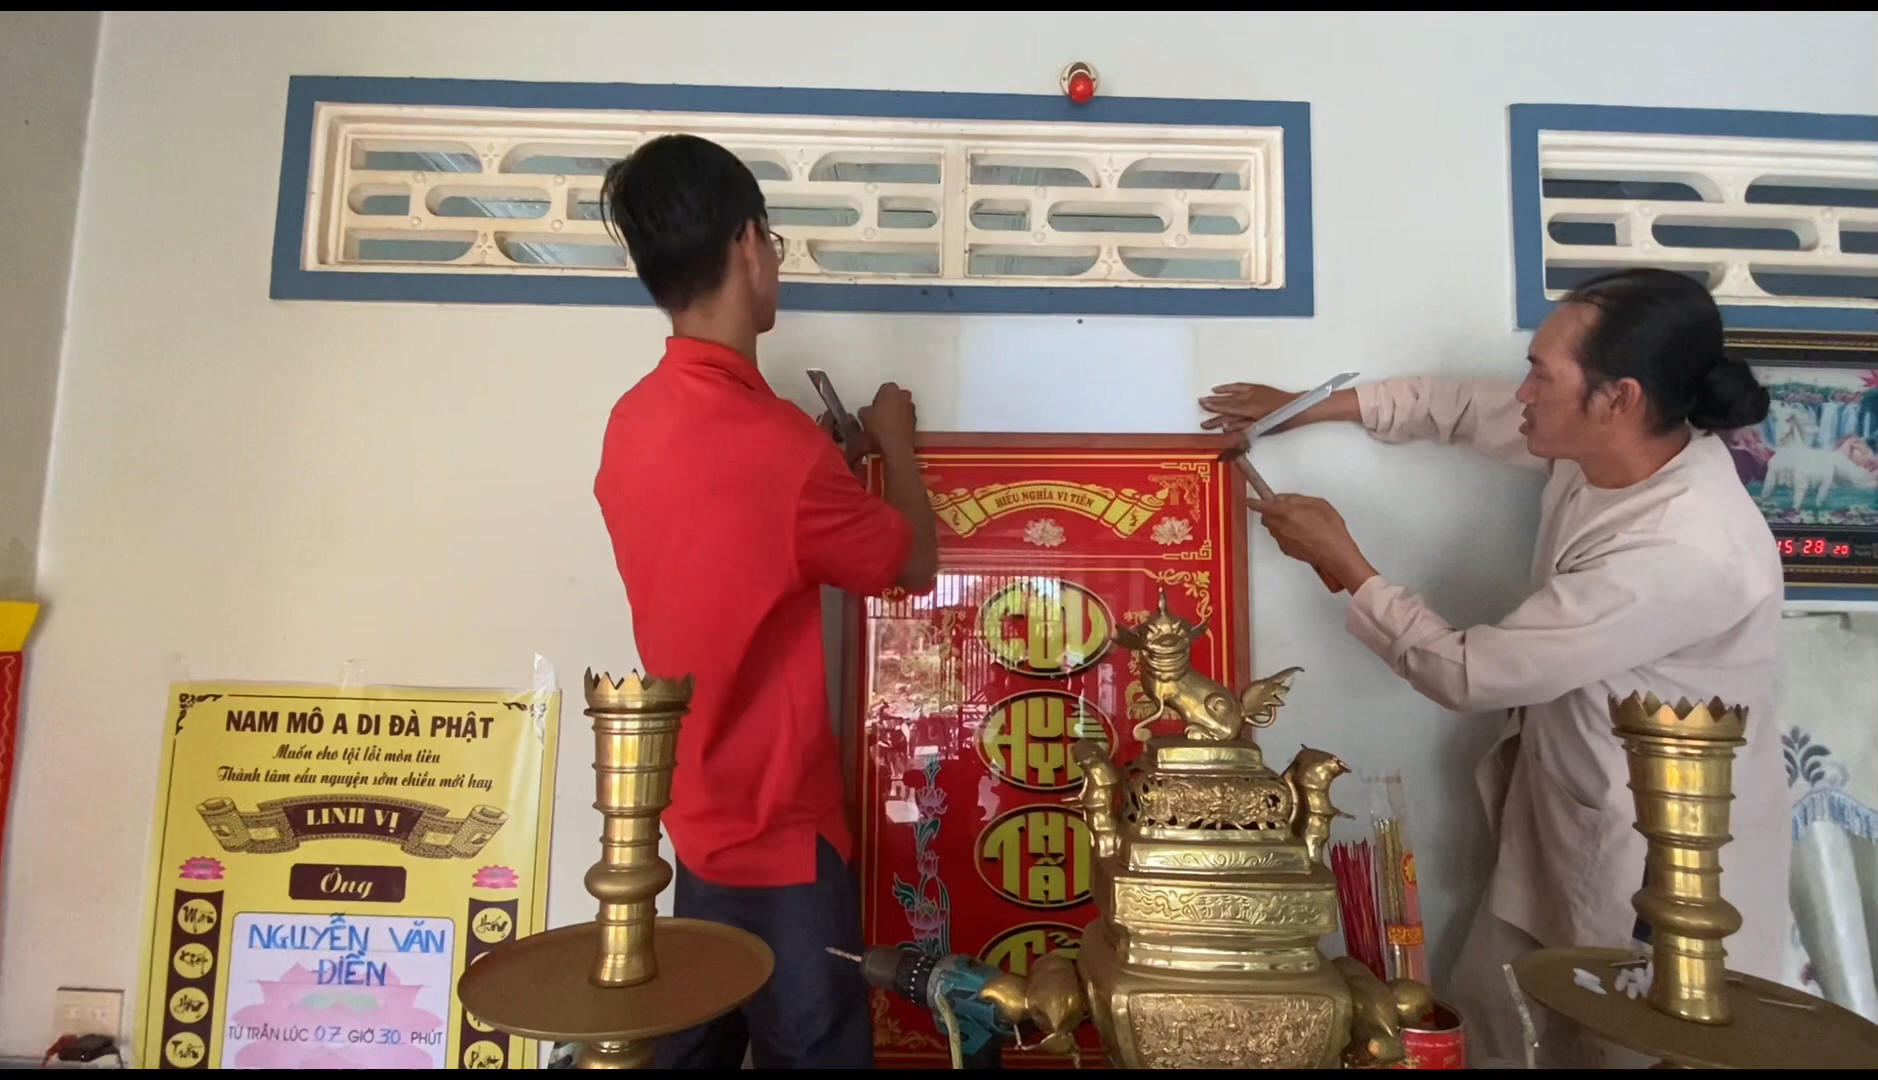 NAM MÔ A DI ĐÀ PHẬT
Muốn cho tội lỗi mòn tiêu
Thành tâm cầu nguyện sớm chiều mới hay
LINH VỊ
Ông
NGUYỄN VĂN
ĐIỀN
TỪ TRẦN LÚC 07 GIỜ 30 PHÚT
HIẾU NGHĨA VI TIÊN
CỬU
HUYỀN
THẤT
15 28 20